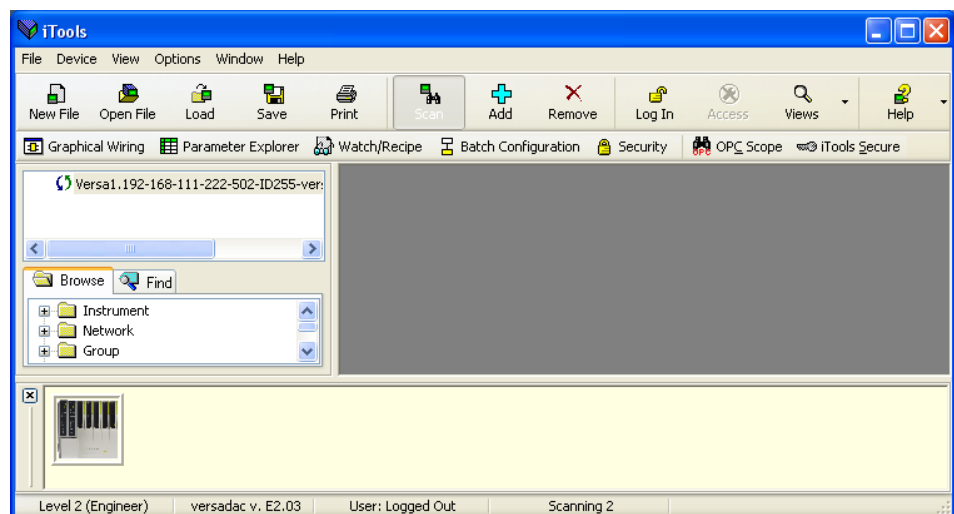 iTools
File Device View Options Window Help
New File Open File Load Save Print Scan Add Remove Log In Access Views Help
Graphical Wiring Parameter Explorer Watch/Recipe Batch Configuration Security OPC Scope iTools Secure
Versa1.192-168-111-222-502-ID255-ver
Browse Find
Instrument
Network
Group
Level 2 (Engineer) versadac v. E2.03 User: Logged Out Scanning 2